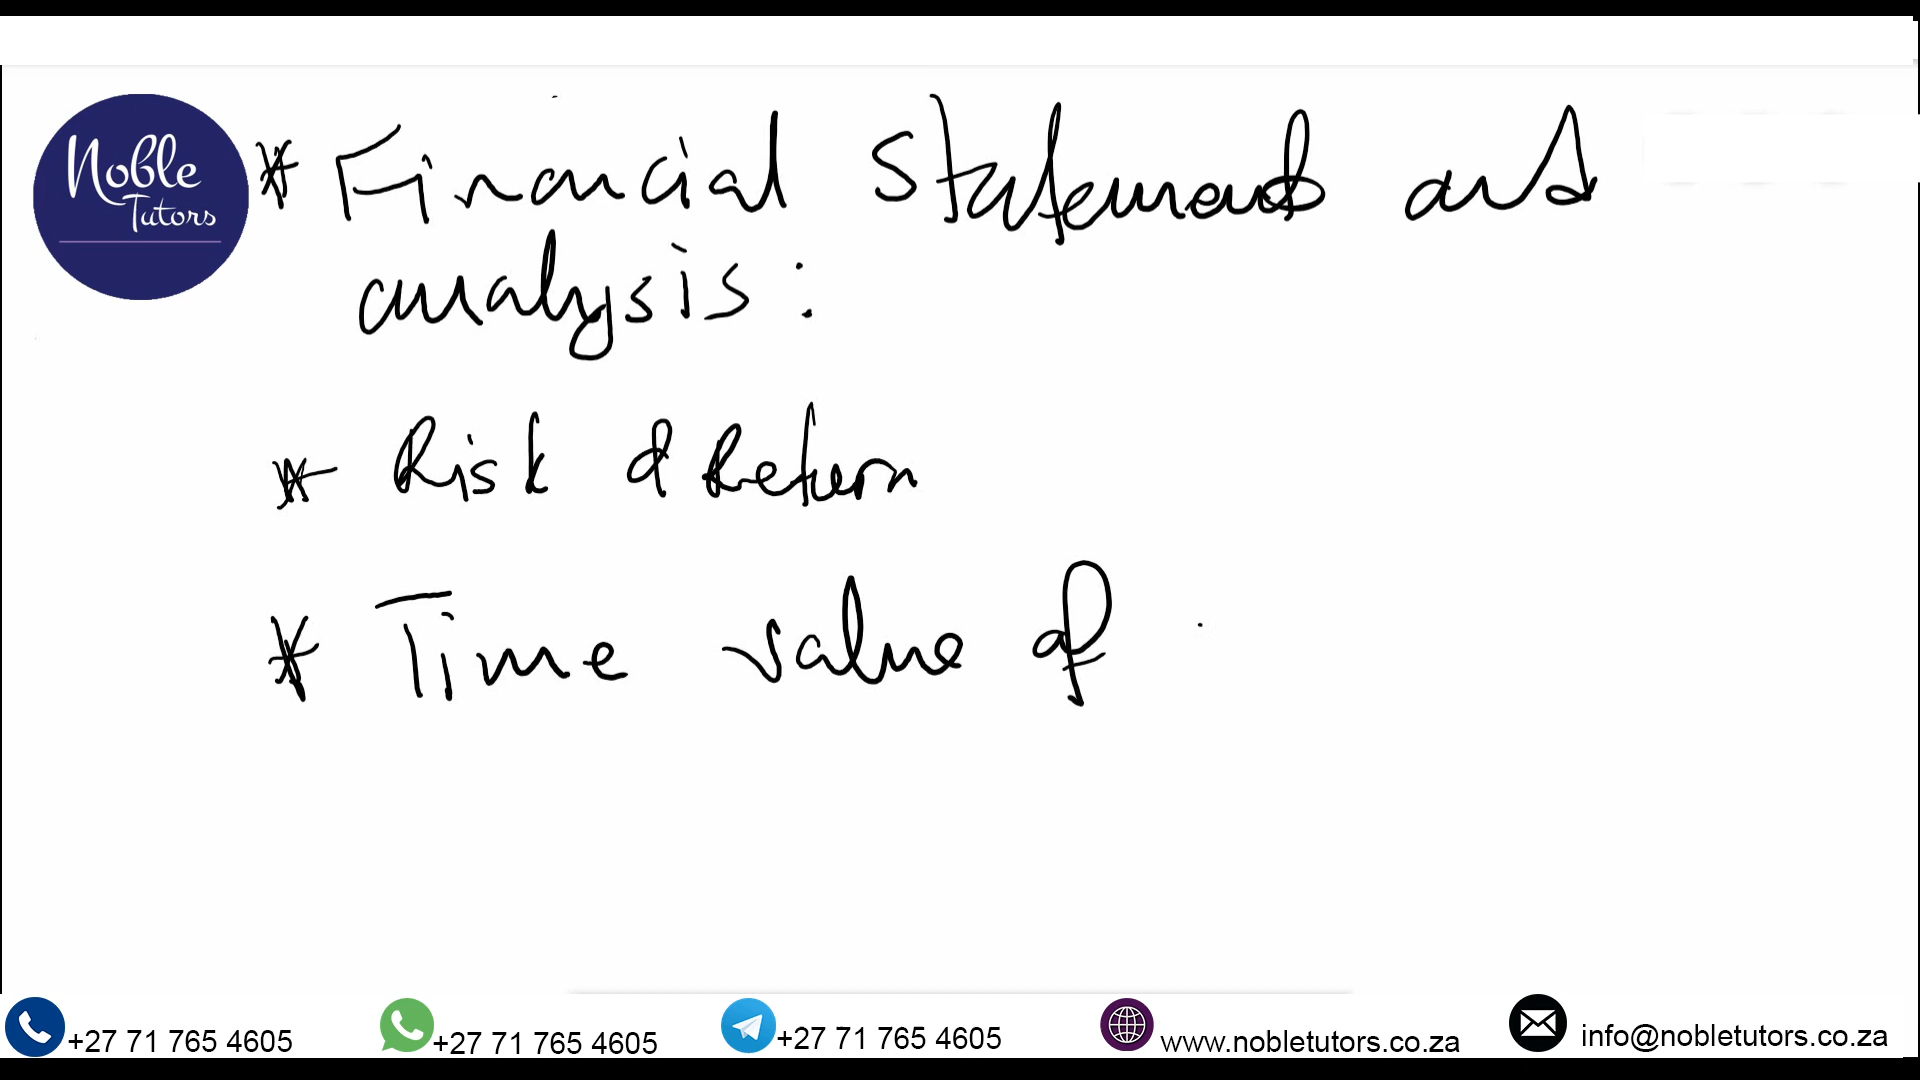 Noble
Tutors
* Financial Statements and
analysis:
* Risk & Return
* Time value of
+27 71 765 4605
+27 71 765 4605
+27 71 765 4605
www.nobletutors.co.za
info@nobletutors.co.za